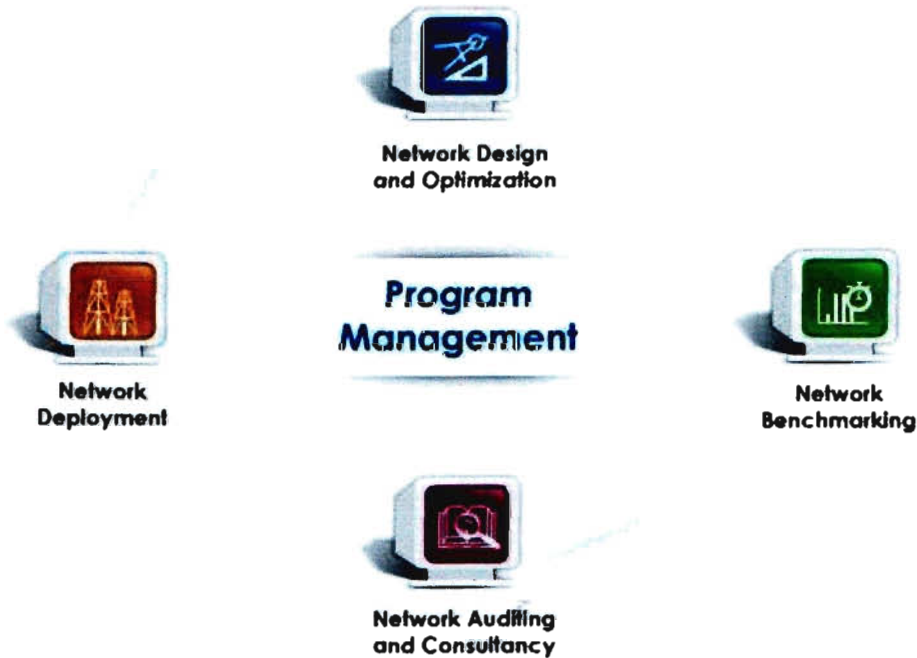 Network Design
and Optimization
Program
Management
Network
Deployment
Network
Benchmarking
Network Auditing
and Consultancy